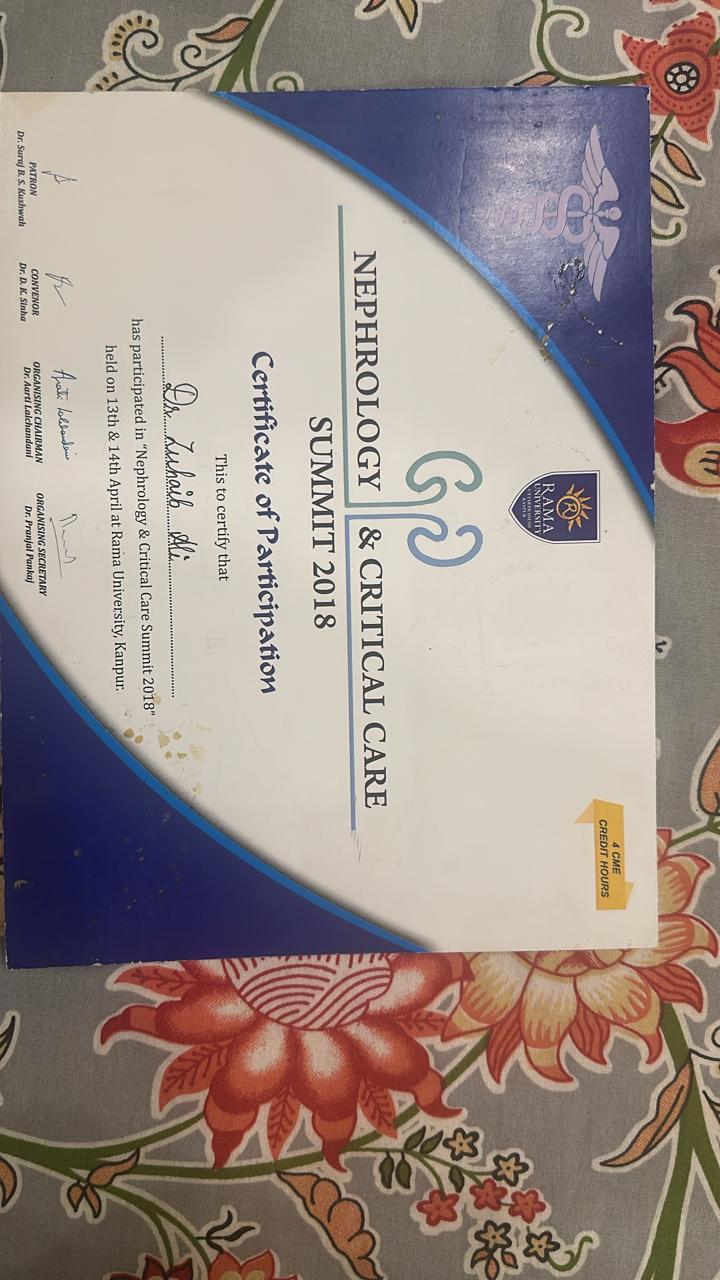 RAMA
UNIVERSITY
4 CME
CREDIT HOURS
NEPHROLOGY & CRITICAL CARE
SUMMIT 2018
Certificate of Participation
This to certify that
Dr Zuhaib Ali
has participated in "Nephrology & Critical Care Summit 2018"
held on 13th & 14th April at Rama University, Kanpur.
PATRON
Dr. Suraj B. S. Kushwah
CONVENOR
Dr. D. K. Sinha
ORGANISING CHAIRMAN
Dr. Aarti Lalchandani
ORGANISING SECRETARY
Dr. Pranjal Pankaj